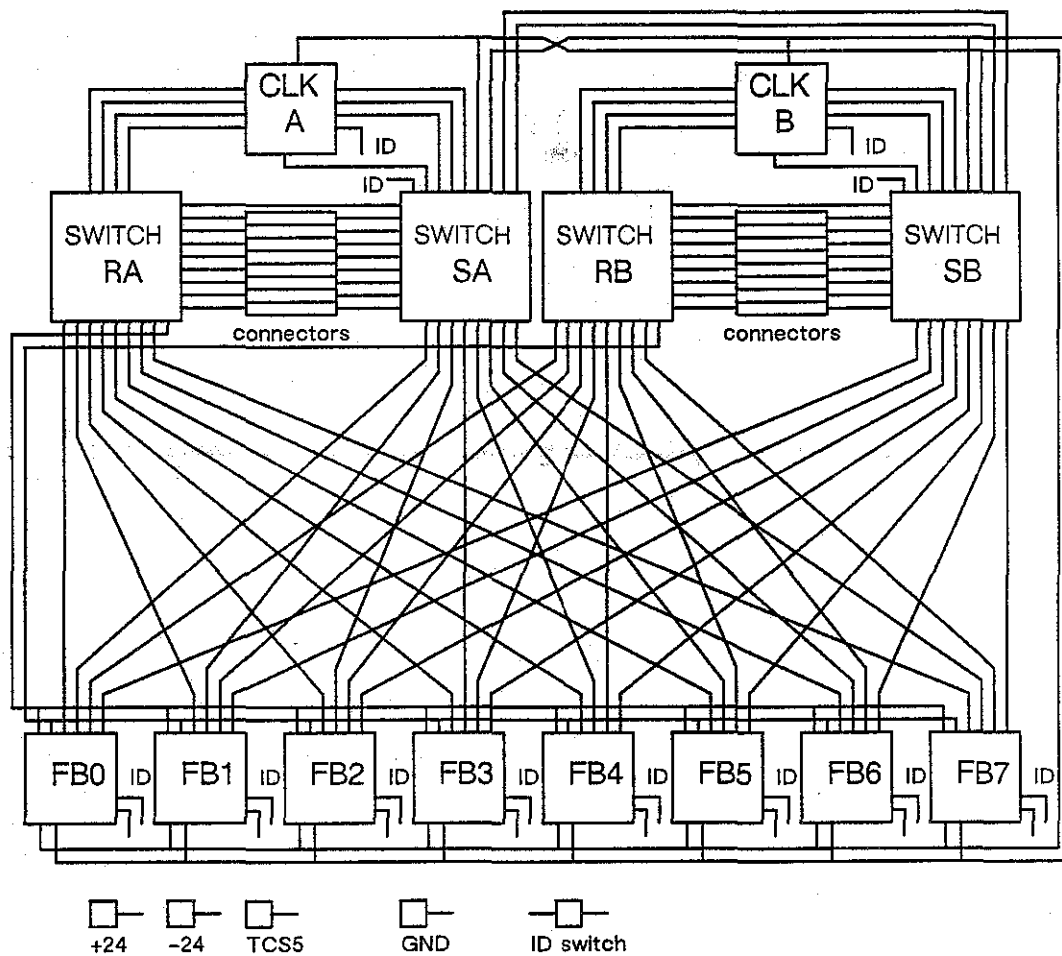 CLK
A
ID
CLK
B
ID
ID
ID
SWITCH
RA
SWITCH
SA
SWITCH
RB
SWITCH
SB
connectors
connectors
FB0
ID
FB1
ID
FB2
ID
FB3
ID
FB4
ID
FB5
ID
FB6
ID
FB7
ID
+24
-24
TCS5
GND
ID switch